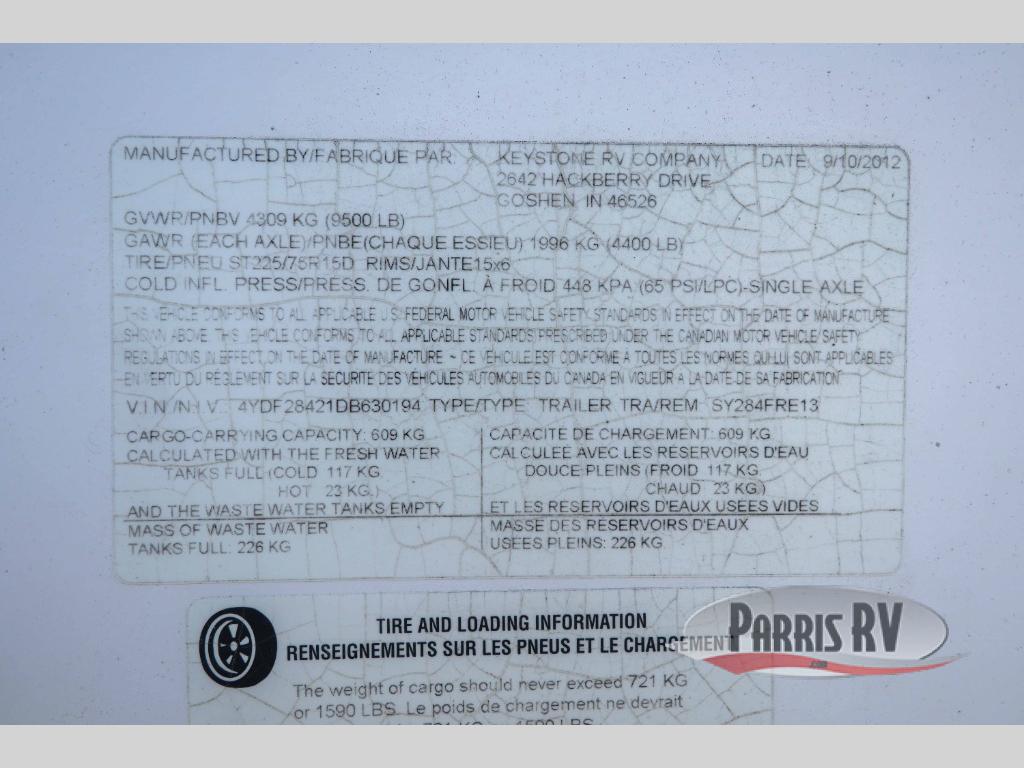 MANUFACTURED BY/FABRIQUE PAR: KEYSTONE RV COMPANY DATE 9/10/2012
2642 HACKBERRY DRIVE
GOSHEN IN 46526
GVWR/PNBV 4309 KG (9500 LB)
GAWR (EACH AXLE)/PNBE(CHAQUE ESSIEU) 1996 KG (4400 LB)
TIRE/PNEU ST225/75R15D RIMS/JANTE15x6
COLD INFL. PRESS/PRESS. DE GONFL. À FROID 448 KPA (65 PSI/LPC)-SINGLE AXLE
THIS VEHICLE CONFORMS TO ALL APPLICABLE U.S. FEDERAL MOTOR VEHICLE SAFETY STANDARDS IN EFFECT ON THE DATE OF MANUFACTURE
SHOWN ABOVE. THIS VEHICLE CONFORMS TO ALL APPLICABLE STANDARDS PRESCRIBED UNDER THE CANADIAN MOTOR VEHICLE SAFETY
REGULATIONS IN EFFECT ON THE DATE OF MANUFACTURE ~ CE VEHICULE EST CONFORME A TOUTES LES NORMES QUI LUI SONT APPLICABLES
EN VERTU DU RÉGLEMENT SUR LA SECURITE DES VEHICULES AUTOMOBILES DU CANADA EN VIGUEUR A LA DATE DE SA FABRICATION
V.I.N./N.I.V.: 4YDF28421DB630194 TYPE/TYPE TRAILER TRA/REM SY284FRE13
CARGO-CARRYING CAPACITY: 609 KG
CALCULATED WITH THE FRESH WATER
TANKS FULL (COLD 117 KG
HOT 23 KG.)
AND THE WASTE WATER TANKS EMPTY
MASS OF WASTE WATER
TANKS FULL: 226 KG
CAPACITE DE CHARGEMENT: 609 KG
CALCULEE AVEC LES RESERVOIRS D'EAU
DOUCE PLEINS (FROID 117 KG
CHAUD 23 KG.)
ET LES RESERVOIRS D'EAUX USEES VIDES
MASSE DES RESERVOIRS D'EAUX
USEES PLEINS: 226 KG
TIRE AND LOADING INFORMATION
RENSEIGNEMENTS SUR LES PNEUS ET LE CHARGEMENT
The weight of cargo should never exceed 721 KG
or 1590 LBS. Le poids de chargement ne devrait
721 KG 1590 LBS.
PARRIS RV
.com